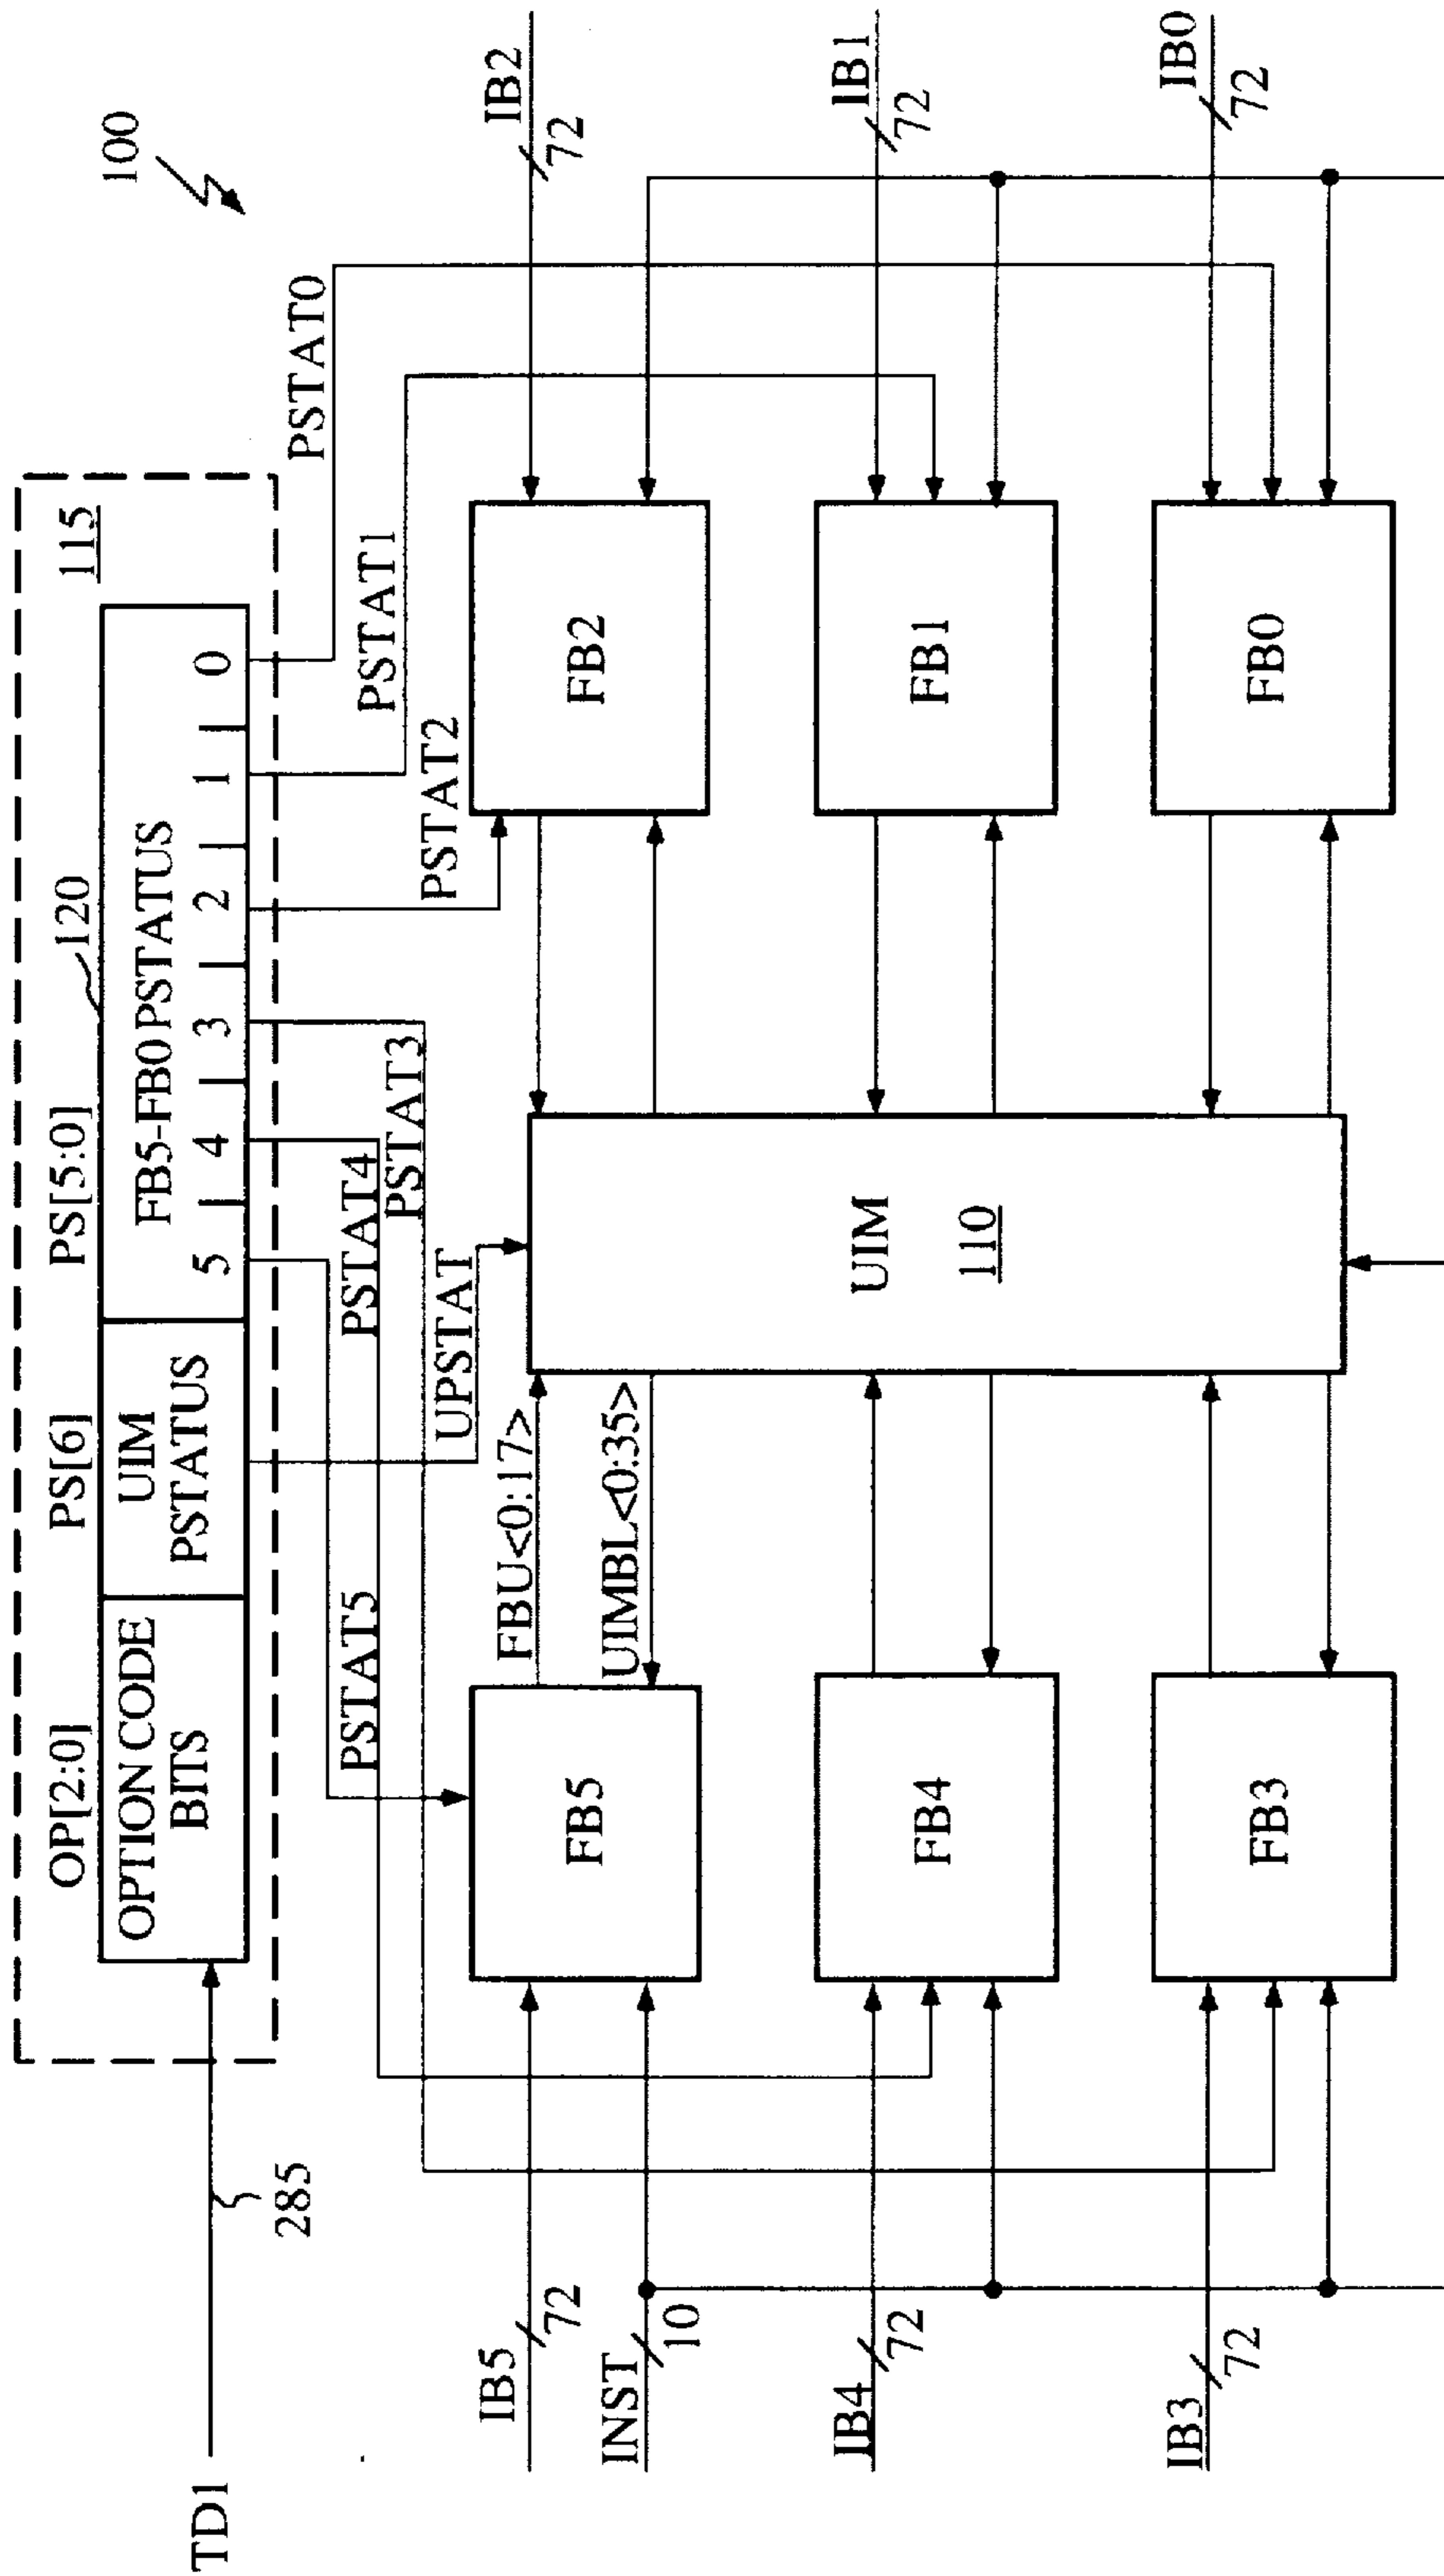 100
115
120
OP[2:0]
PS[6]
PS[5:0]
TD1
285
OPTION CODE
BITS
UIM
PSTATUS
FB5-FB0 PSTATUS
5 | 4 | 3 | 2 | 1 | 0
PSTAT5
PSTAT4
PSTAT3
UPSTAT
PSTAT2
PSTAT1
PSTAT0
IB5
72
INST
10
IB4
72
IB3
72
FB5
FB4
FB3
FBU<0:17>
UIMBL<0:35>
UIM
110
FB2
FB1
FB0
IB2
72
IB1
72
IB0
72